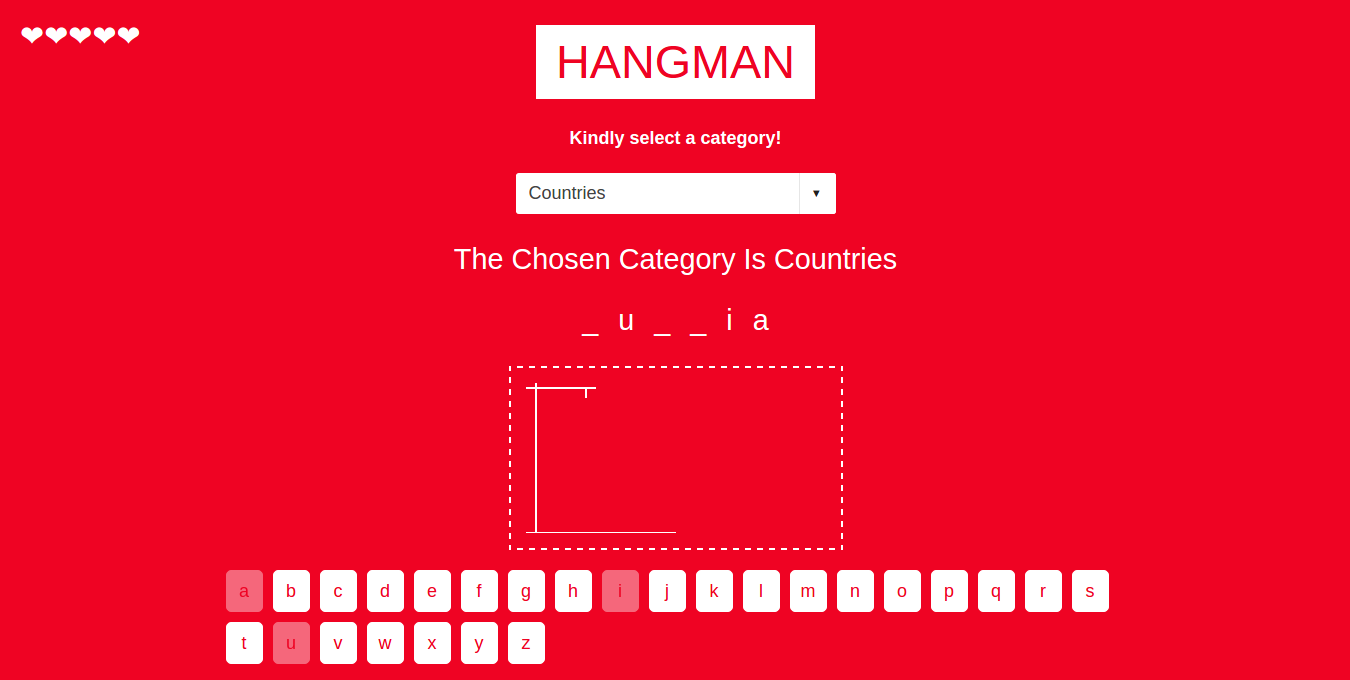 ❤❤❤❤❤
HANGMAN
Kindly select a category!
Countries ▼
The Chosen Category Is Countries
_ u _ _ i a
a b c d e f g h i j k l m n o p q r s
t u v w x y z